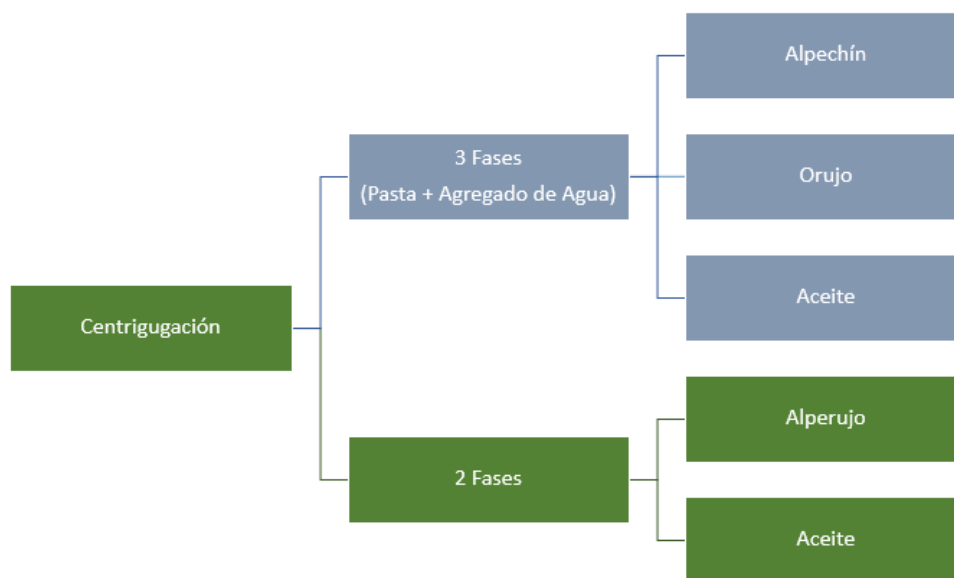 Centrigugación
3 Fases
(Pasta + Agregado de Agua)
Alpechín
Orujo
Aceite
2 Fases
Alperujo
Aceite